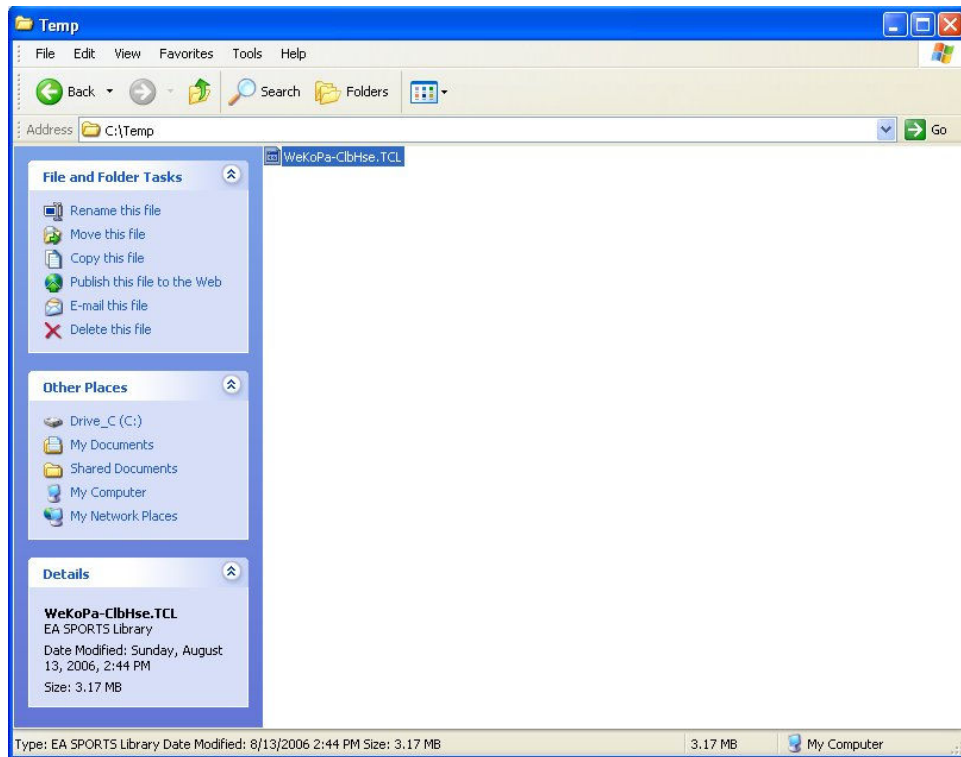 Temp
File Edit View Favorites Tools Help
Back Search Folders
Address C:\Temp Go
File and Folder Tasks
Rename this file
Move this file
Copy this file
Publish this file to the Web
E-mail this file
Delete this file
Other Places
Drive_C (C:)
My Documents
Shared Documents
My Computer
My Network Places
Details
WeKoPa-ClbHse.TCL
EA SPORTS Library
Date Modified: Sunday, August
13, 2006, 2:44 PM
Size: 3.17 MB
WeKoPa-ClbHse.TCL
Type: EA SPORTS Library Date Modified: 8/13/2006 2:44 PM Size: 3.17 MB 3.17 MB My Computer